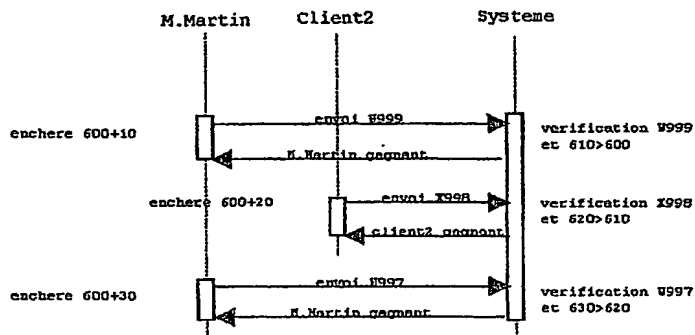 M.Martin Client2 Systeme
envoi W999
enchere 600+10
verification W999
et 610>600
M.Martin gagnant
enchere 600+20
envoi X998
verification X998
et 620>610
client2 gagnant
envoi W997
enchere 600+30
verification W997
et 630>620
M.Martin gagnant